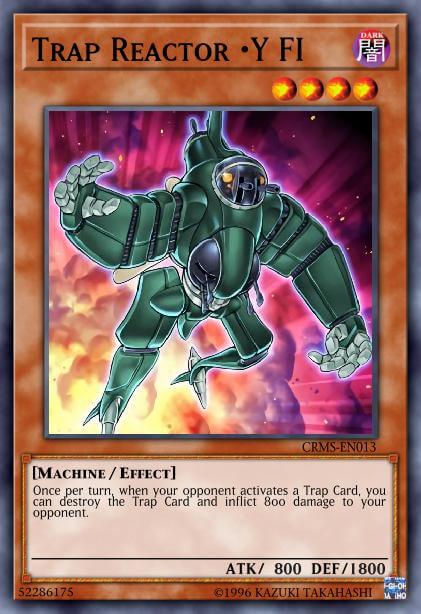 Trap Reactor •Y FI
DARK
闇
CRMS-EN013
[Machine / Effect]
Once per turn, when your opponent activates a Trap Card, you
can destroy the Trap Card and inflict 800 damage to your
opponent.
ATK/ 800 DEF/1800
52286175
©1996 KAZUKI TAKAHASHI